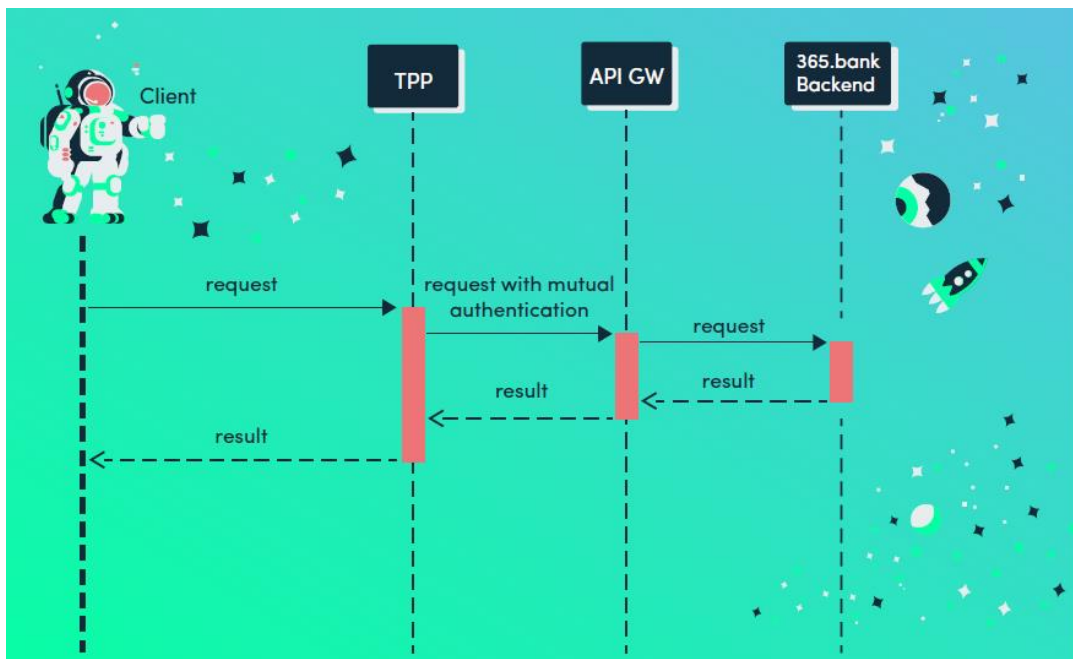 Client
TPP
API GW
365.bank
Backend
request
request with mutual
authentication
request
result
result
result